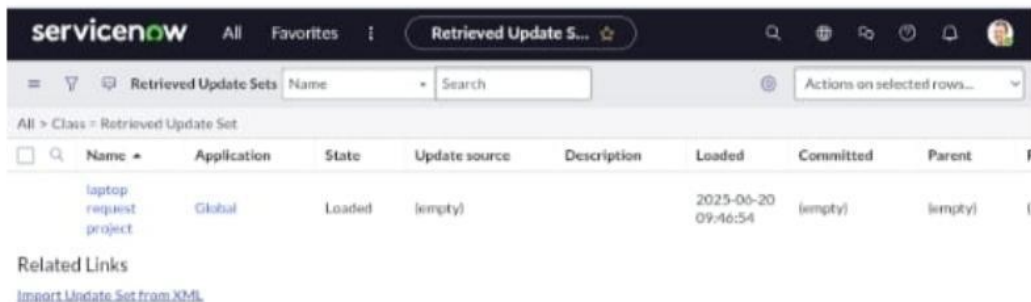 servicenow All Favorites Retrieved Update S...
Retrieved Update Sets Name Search Actions on selected rows...
All > Class = Retrieved Update Set
Name Application State Update source Description Loaded Committed Parent
laptop request project Global Loaded (empty) 2025-06-20 09:46:54 (empty) (empty)
Related Links
Import Update Set from XML